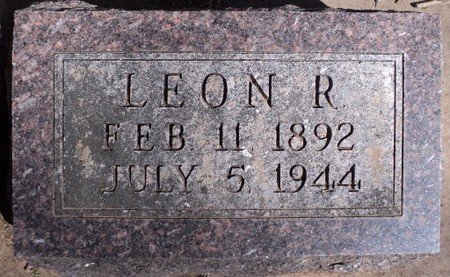 LEON R.
FEB. 11. 1892
JULY 5. 1944